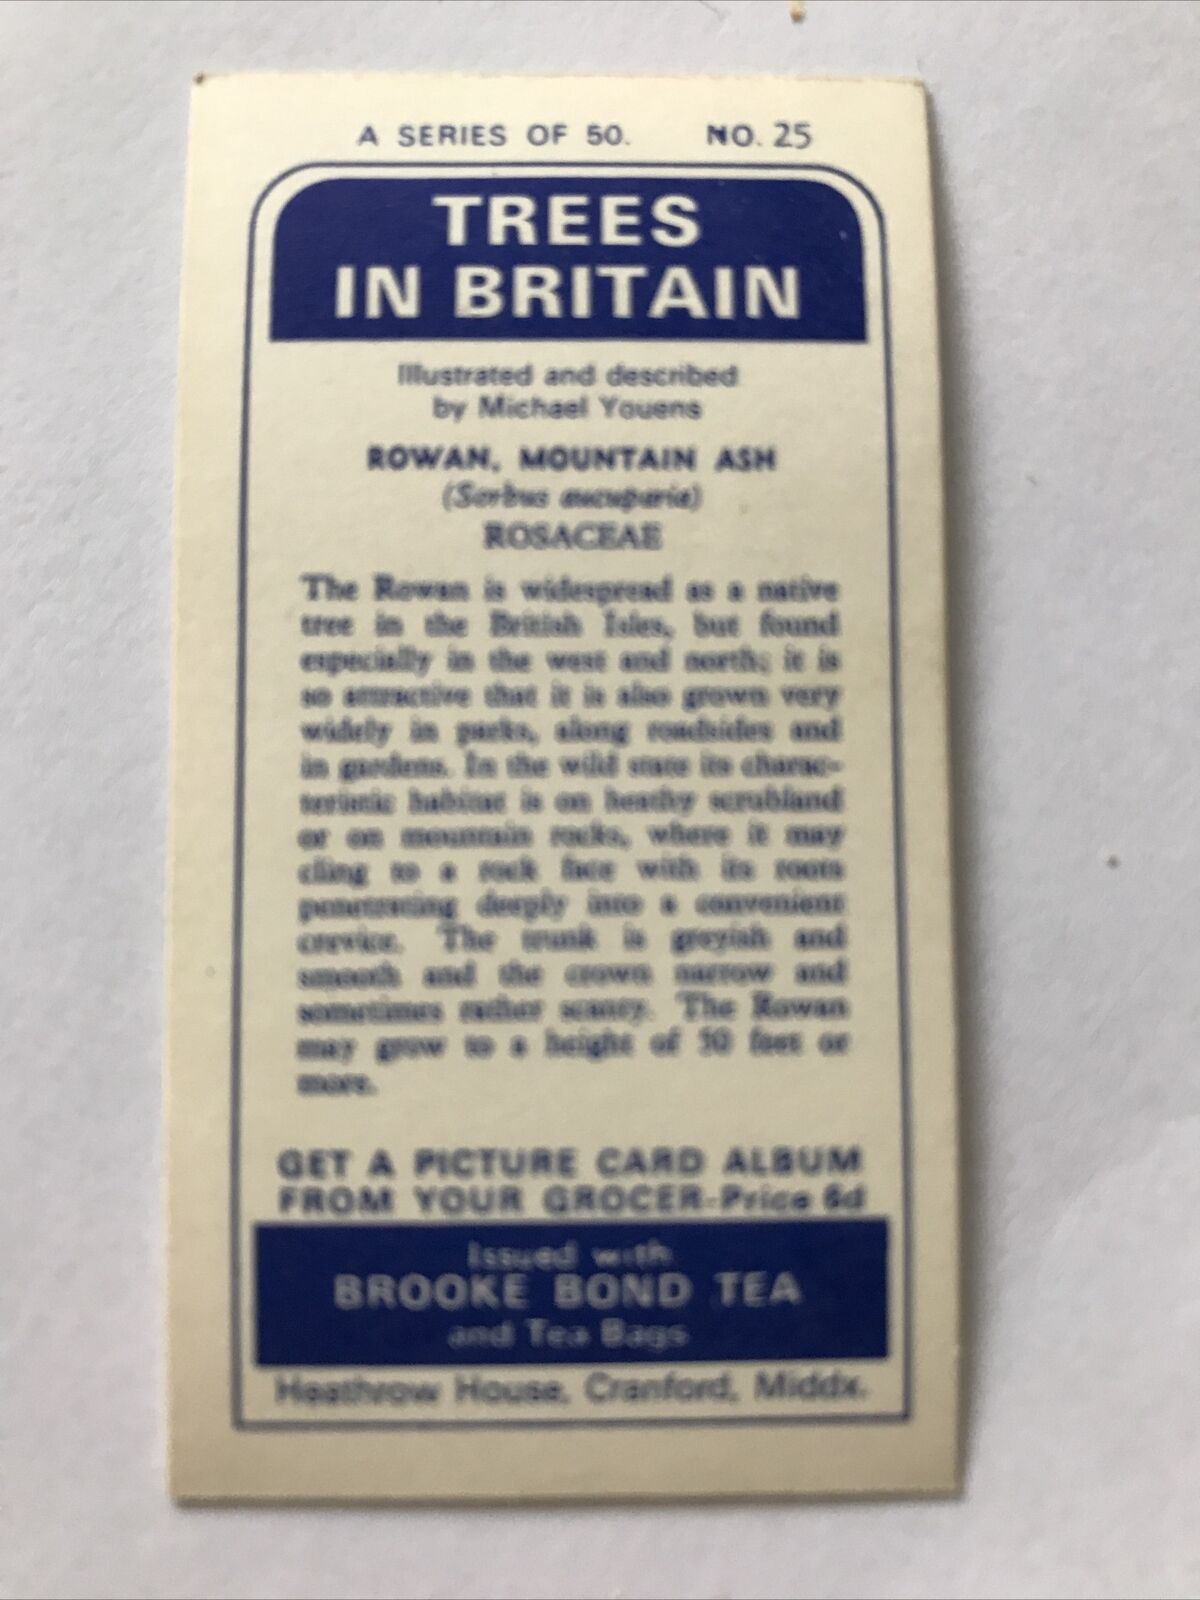 A SERIES OF 50. NO. 25
TREES
IN BRITAIN
Illustrated and described
by Michael Youens
ROWAN, MOUNTAIN ASH
(Sorbus aucuparia)
ROSACEAE
The Rowan is widespread as a native
tree in the British Isles, but found
especially in the west and north; it is
so attractive that it is also grown very
widely in parks, along roadsides and
in gardens. In the wild state its charac-
teristic habitat is on heathy scrubland
or on mountain rocks, where it may
cling to a rock face with its roots
penetrating deeply into a convenient
crevice. The trunk is greyish and
smooth and the crown narrow and
sometimes rather scanty. The Rowan
may grow to a height of 50 feet or
more.
GET A PICTURE CARD ALBUM
FROM YOUR GROCER-Price 6d
Issued with
BROOKE BOND TEA
and Tea Bags
Heathrow House, Cranford, Middx.